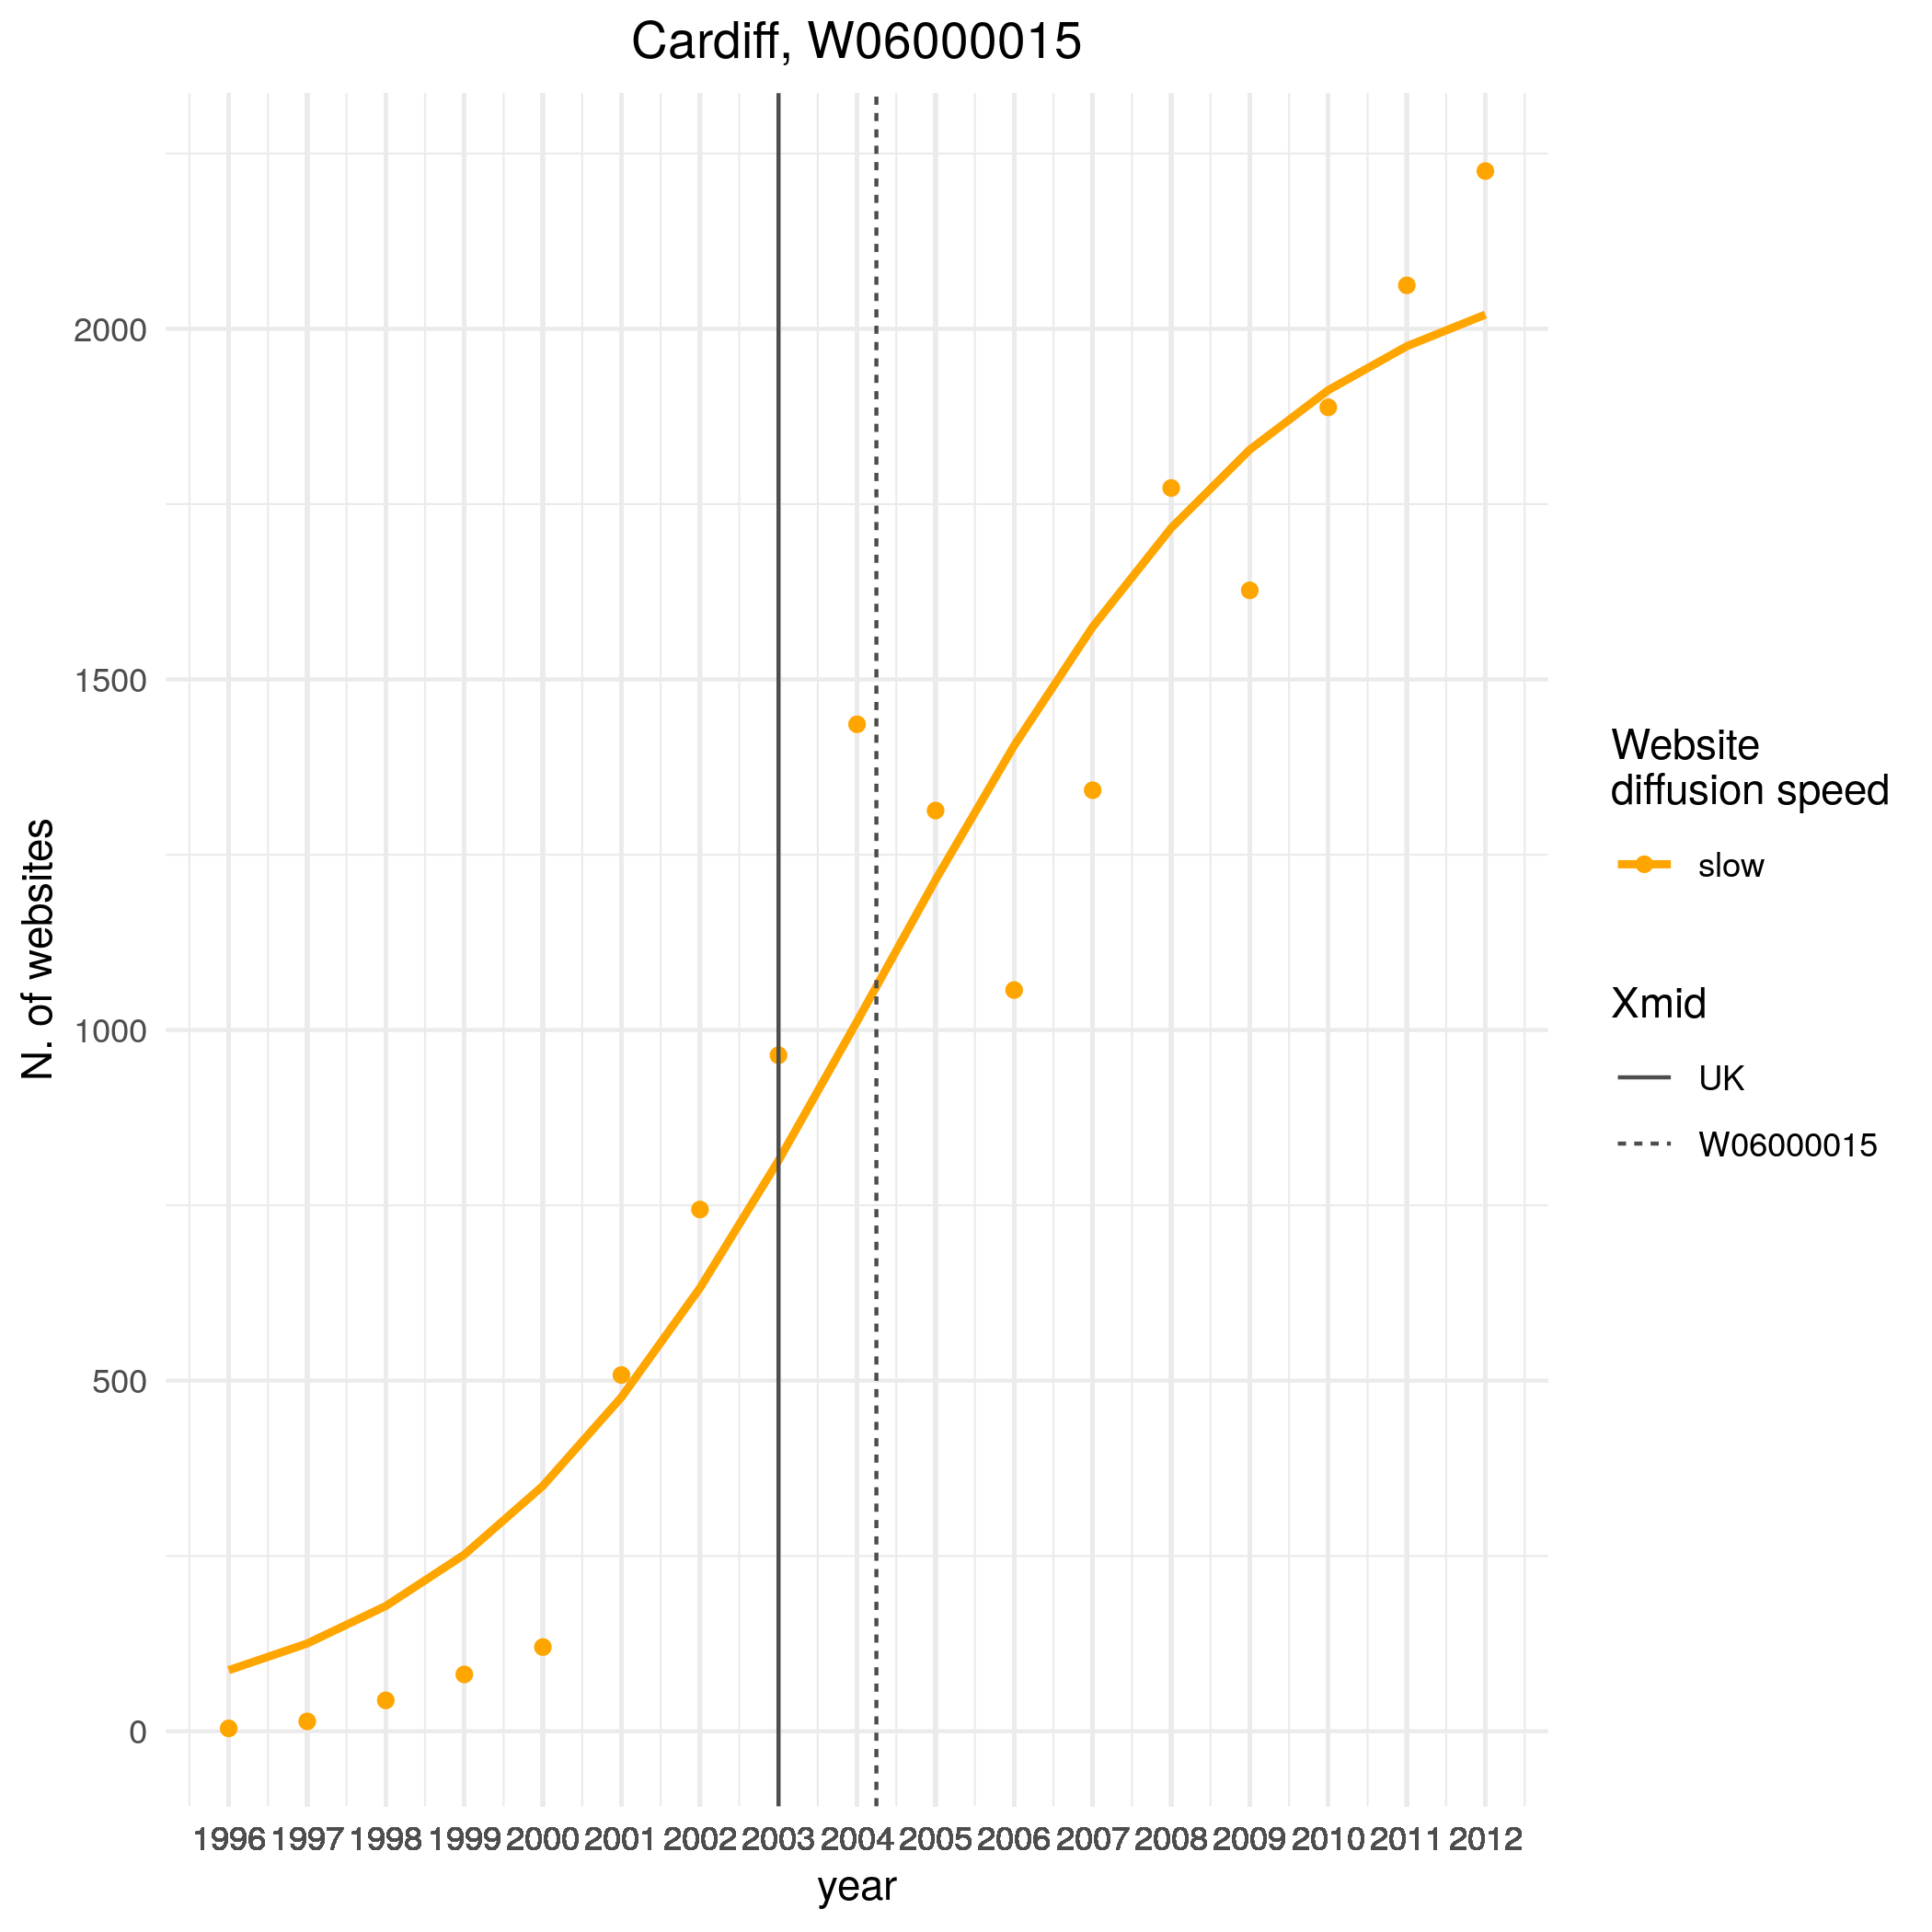 Cardiff, W06000015
N. of websites
2000
1500
1000
500
0
1996 1997 1998 1999 2000 2001 2002 2003 2004 2005 2006 2007 2008 2009 2010 2011 2012
year
Website
diffusion speed
slow
Xmid
UK
W06000015